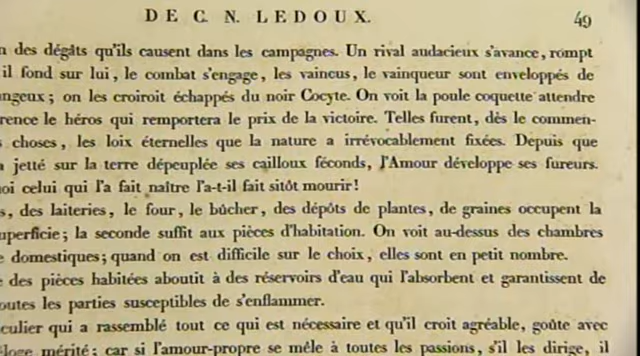 DE C. N. LEDOUX. 49
des dégâts qu'ils causent dans les campagnes. Un rival audacieux s'avance, rompt
il fond sur lui, le combat s'engage, les vaincus, le vainqueur sont enveloppés de
ngeux; on les croiroit échappés du noir Cocyte. On voit la poule coquette attendre
rence le héros qui remportera le prix de la victoire. Telles furent, dès le commen-
choses, les loix éternelles que la nature a irrévocablement fixées. Depuis que
jetté sur la terre dépeuplée ses cailloux féconds, l'Amour développe ses fureurs.
oi celui qui l'a fait naître l'a-t-il fait sitôt mourir!
s, des laiteries, le four, le bûcher, des dépôts de plantes, de graines occupent la
uperficie; la seconde suffit aux pièces d'habitation. On voit au-dessus des chambres
e domestiques; quand on est difficile sur le choix, elles sont en petit nombre.
des pièces habitées aboutit à des réservoirs d'eau qui l'absorbent et garantissent de
outes les parties susceptibles de s'enflammer.
culier qui a rassemblé tout ce qui est nécessaire et qu'il croit agréable, goûte avec
éloge mérité; car si l'amour-propre se mêle à toutes les passions, s'il les dirige, il